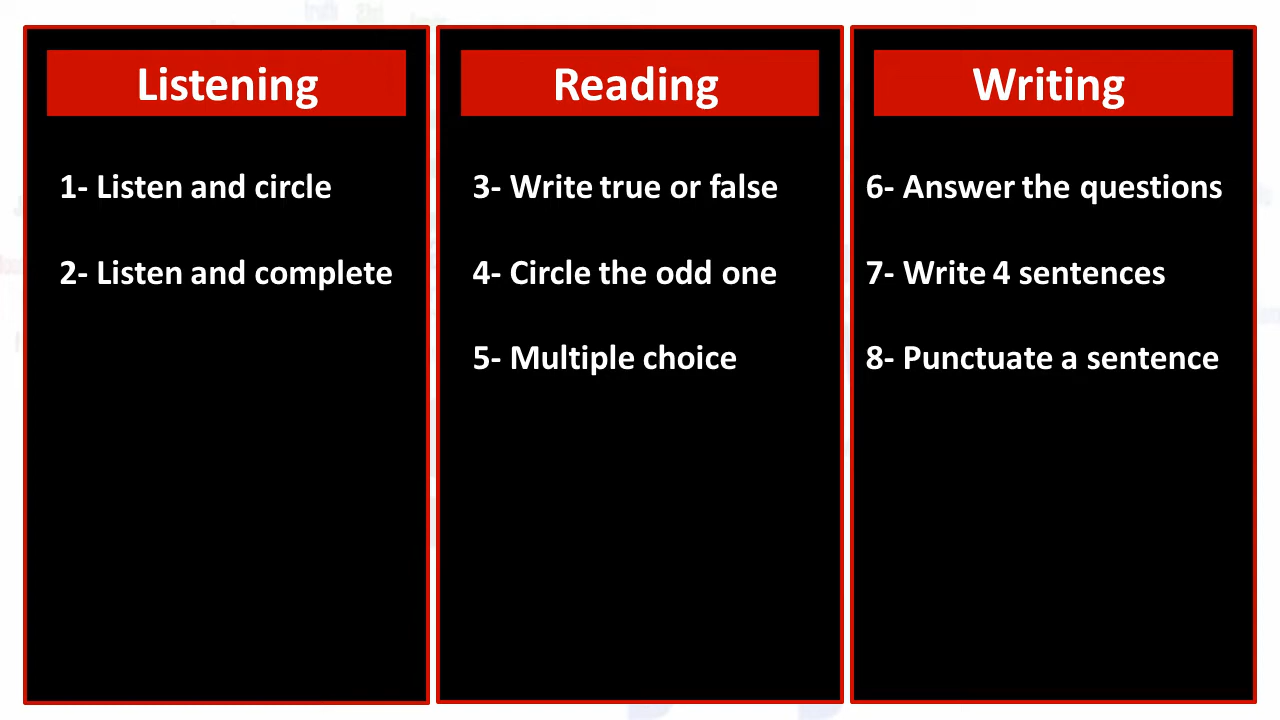 Listening
1- Listen and circle
2- Listen and complete
Reading
3- Write true or false
4- Circle the odd one
5- Multiple choice
Writing
6- Answer the questions
7- Write 4 sentences
8- Punctuate a sentence